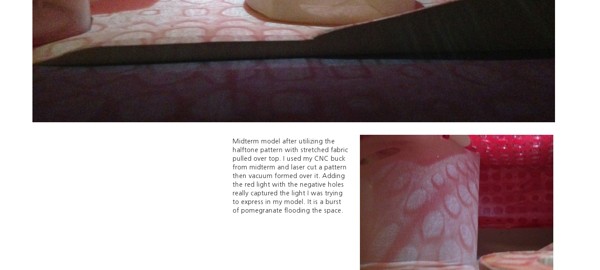 Midterm model after utilizing the
halftone pattern with stretched fabric
pulled over top. I used my CNC buck
from midterm and laser cut a pattern
then vacuum formed over it. Adding
the red light with the negative holes
really captured the light I was trying
to express in my model. It is a burst
of pomegranate flooding the space.